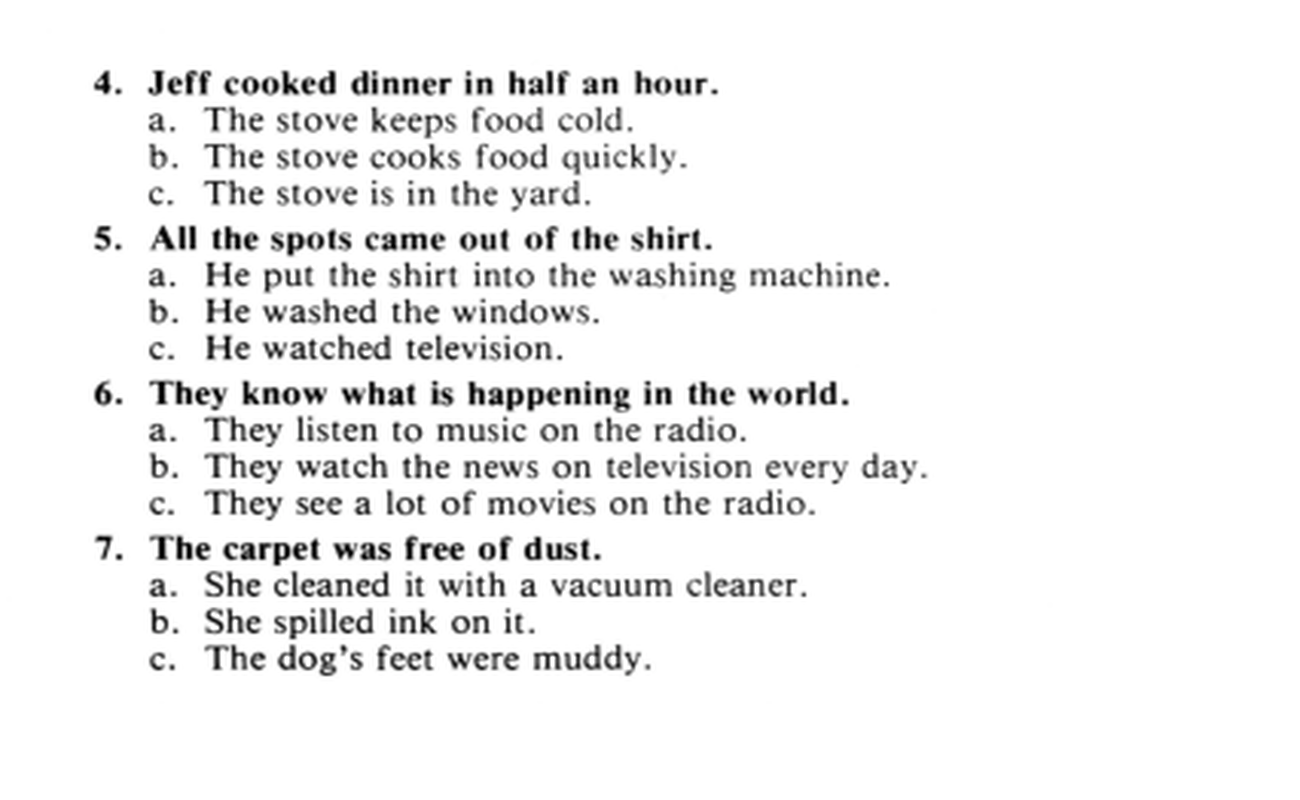 4. Jeff cooked dinner in half an hour.
a. The stove keeps food cold.
b. The stove cooks food quickly.
c. The stove is in the yard.
5. All the spots came out of the shirt.
a. He put the shirt into the washing machine.
b. He washed the windows.
c. He watched television.
6. They know what is happening in the world.
a. They listen to music on the radio.
b. They watch the news on television every day.
c. They see a lot of movies on the radio.
7. The carpet was free of dust.
a. She cleaned it with a vacuum cleaner.
b. She spilled ink on it.
c. The dog's feet were muddy.